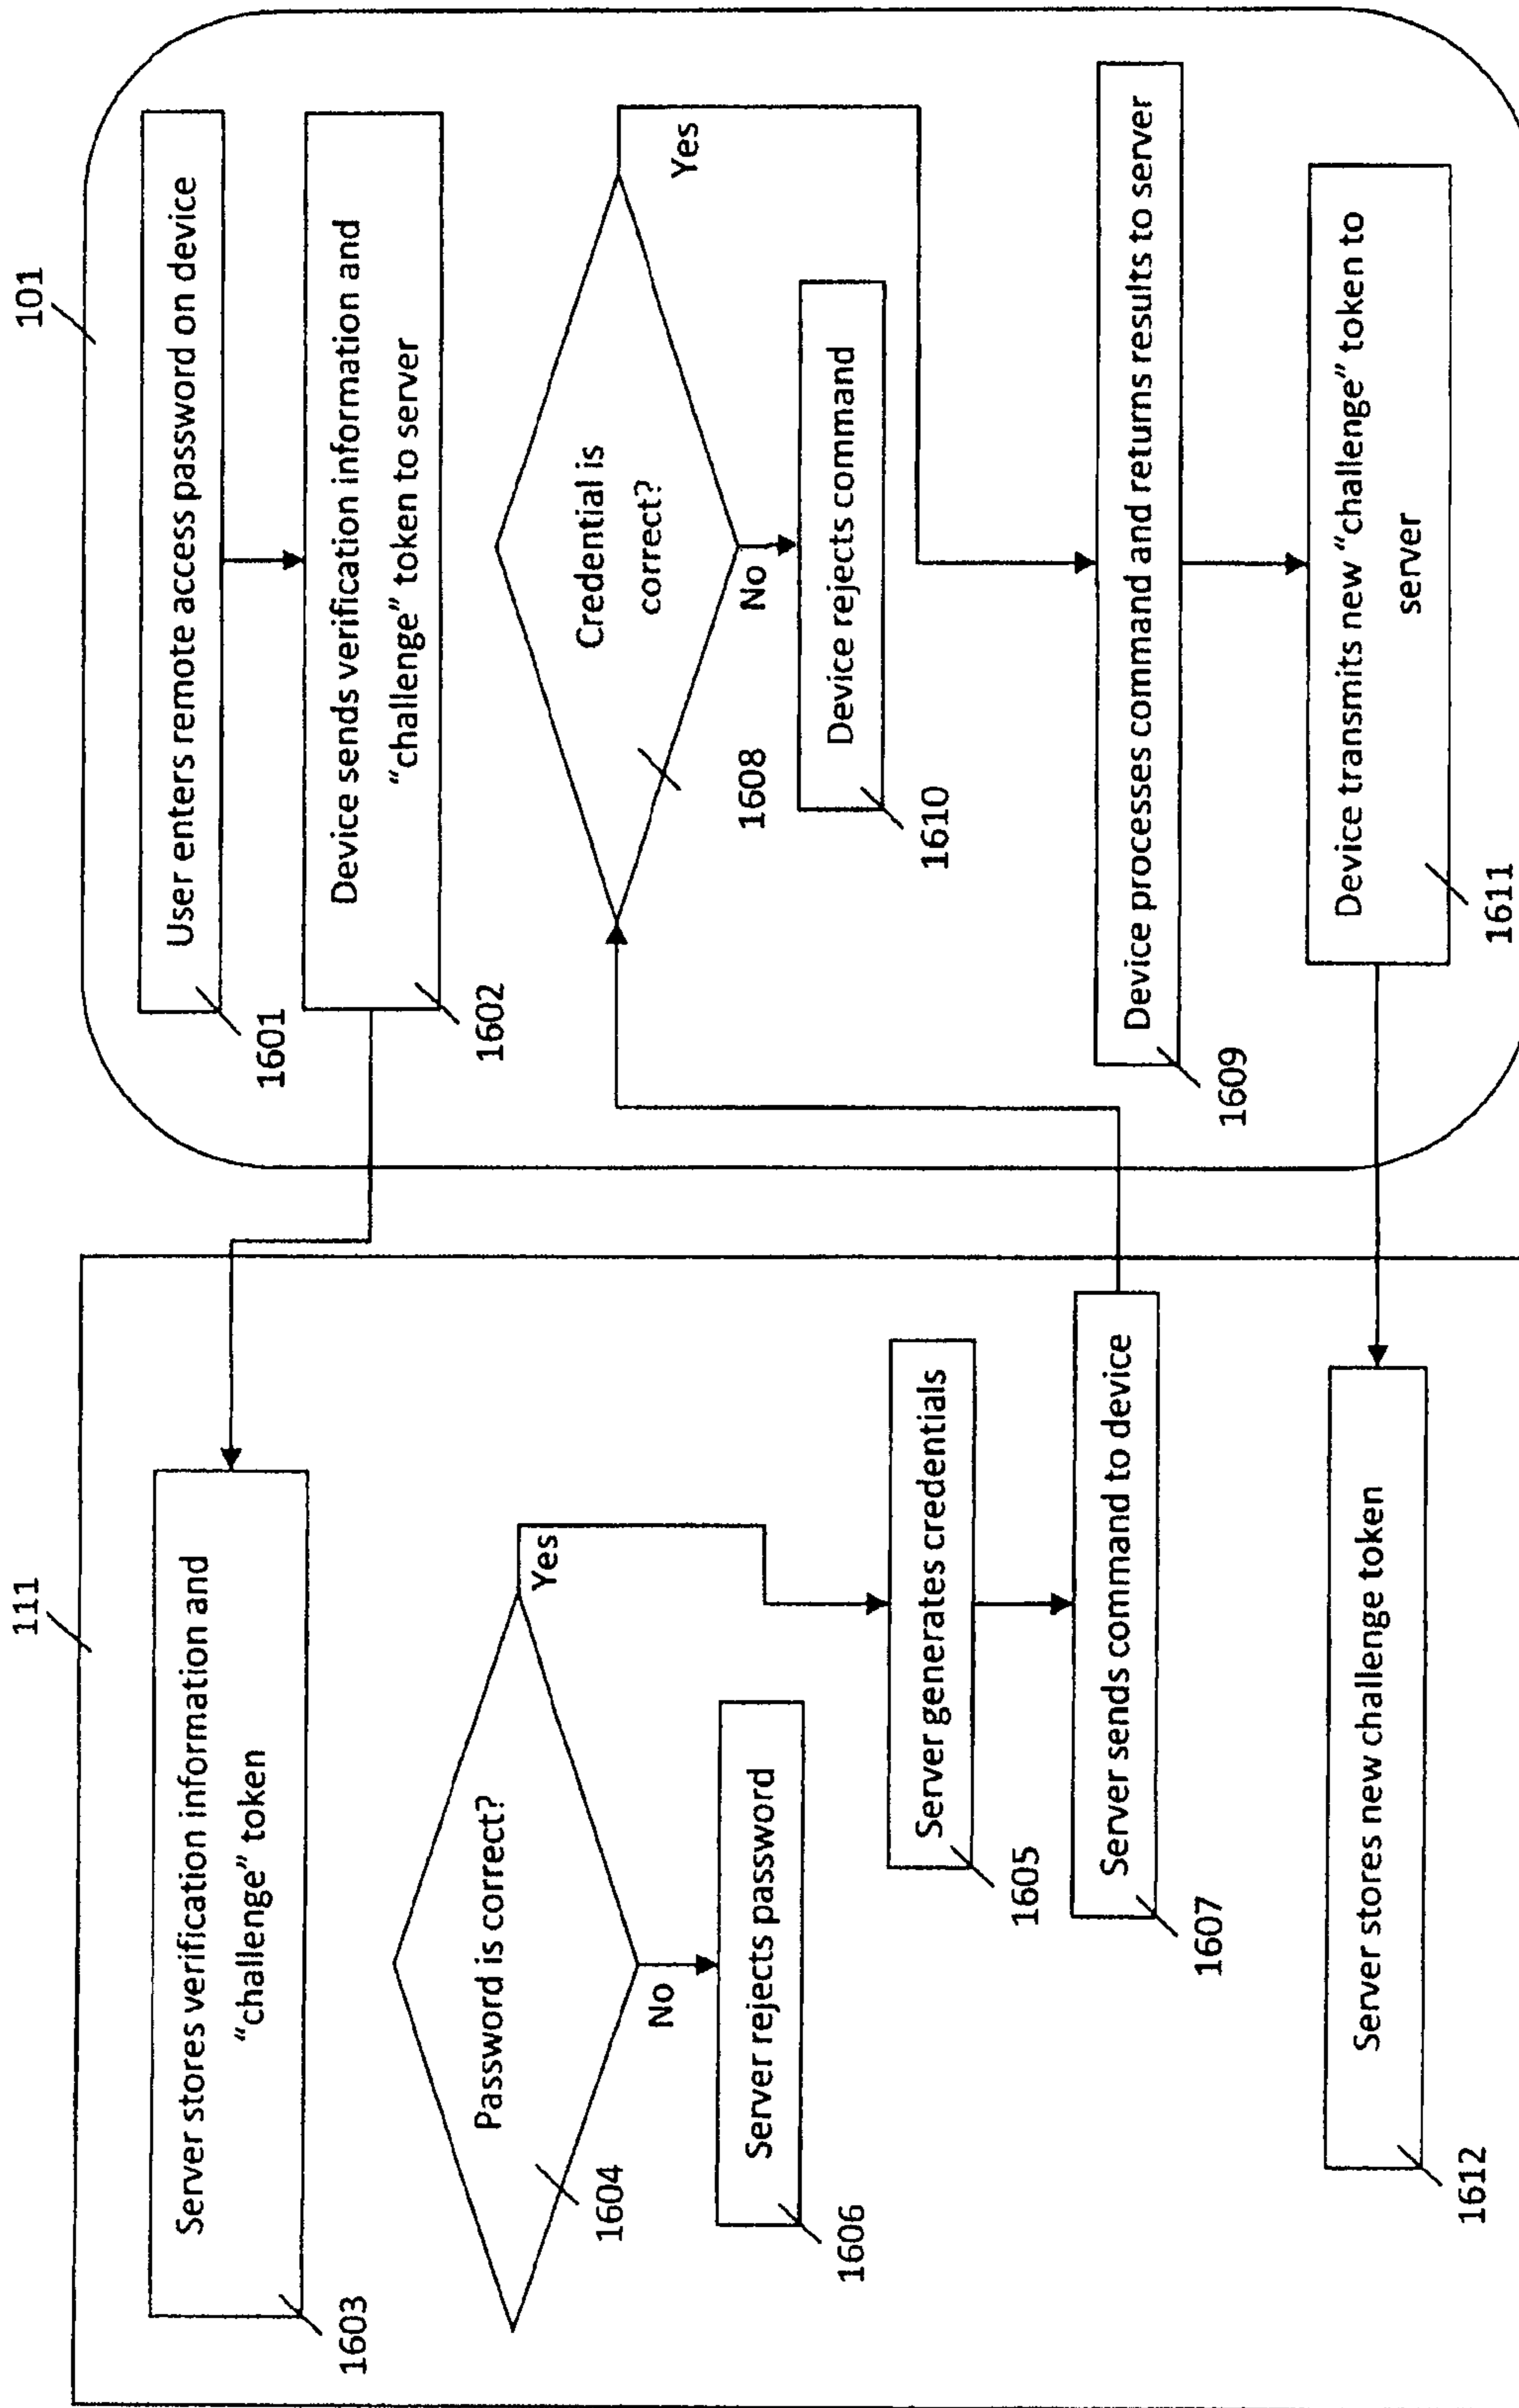 111
Server stores verification information and
“challenge” token
1603
Password is correct?
1604
Yes
No
Server rejects password
1606
Server generates credentials
1605
Server sends command to device
1607
Server stores new challenge token
1612
101
User enters remote access password on device
1601
Device sends verification information and
“challenge” token to server
1602
Credential is
correct?
1608
Yes
No
Device rejects command
1610
Device processes command and returns results to server
1609
Device transmits new “challenge” token to
server
1611